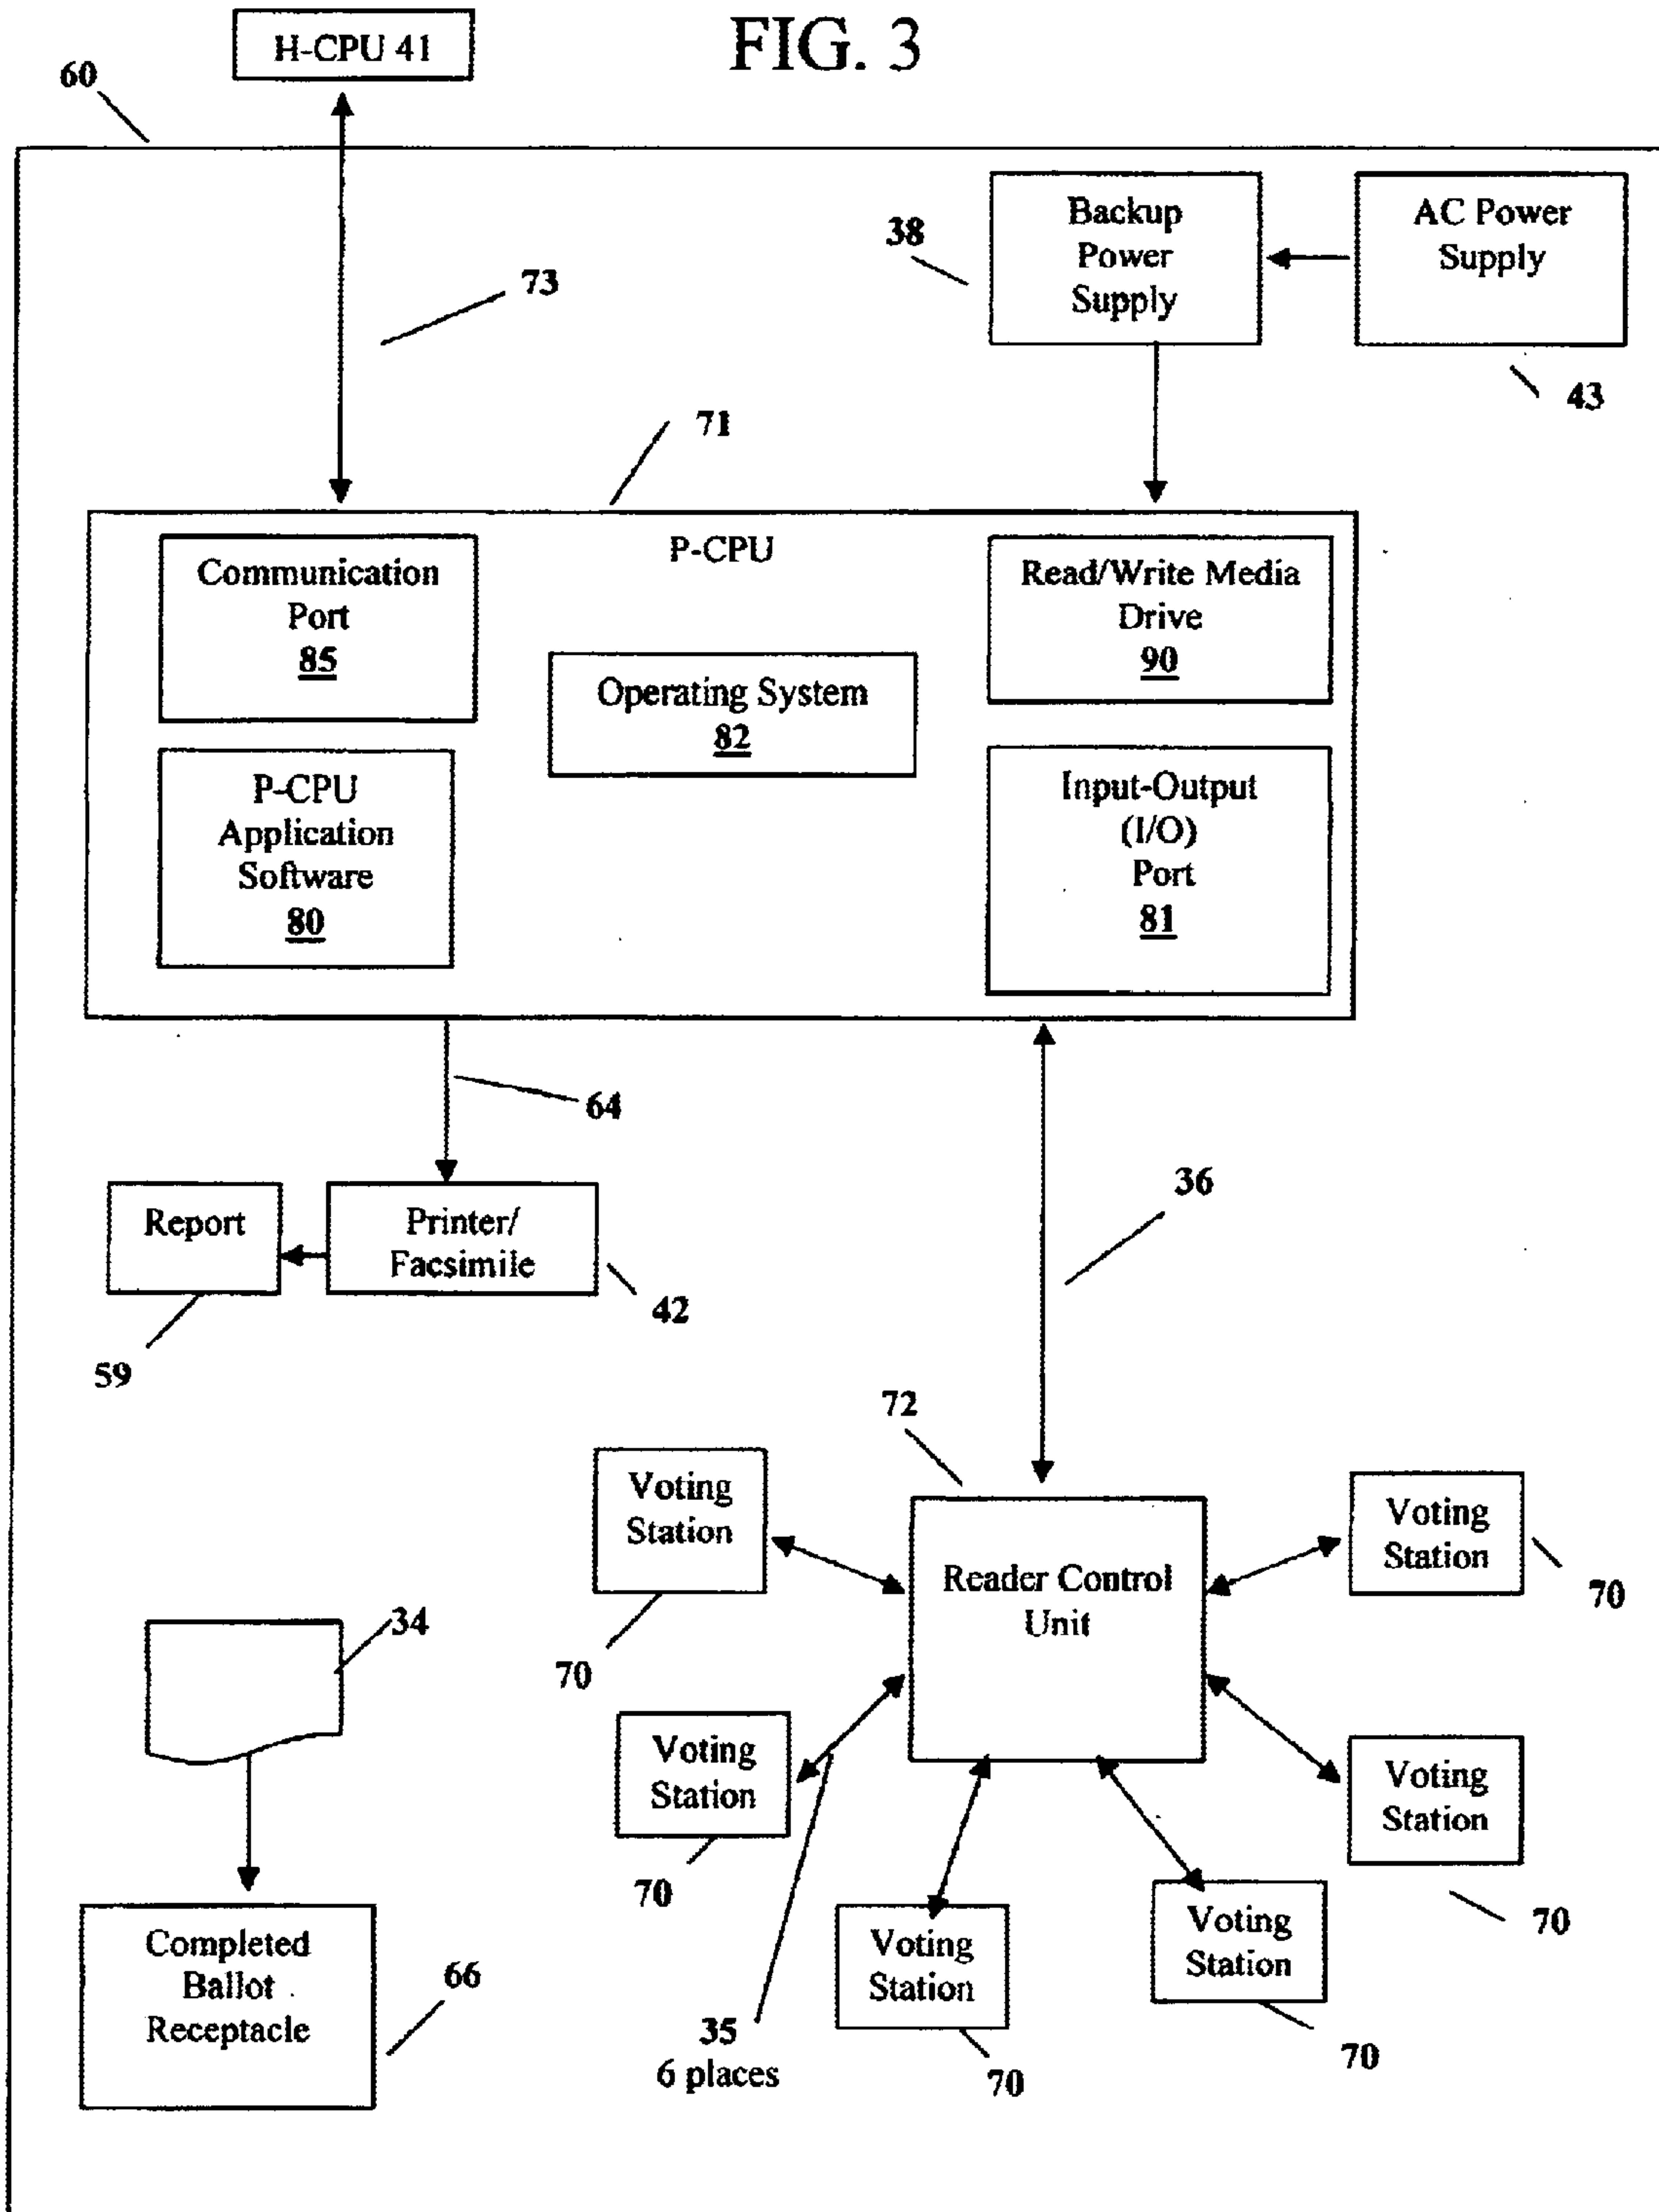 FIG. 3
H-CPU 41
60
Backup
Power
Supply
AC Power
Supply
38
73
43
71
P-CPU
Communication
Port
85
Read/Write Media
Drive
90
Operating System
82
P-CPU
Application
Software
80
Input-Output
(I/O)
Port
81
64
36
Report
Printer/
Facsimile
42
59
72
Voting
Station
70
Reader Control
Unit
Voting
Station
70
34
Voting
Station
70
Voting
Station
70
Completed
Ballot
Receptacle
66
Voting
Station
70
Voting
Station
70
35
6 places